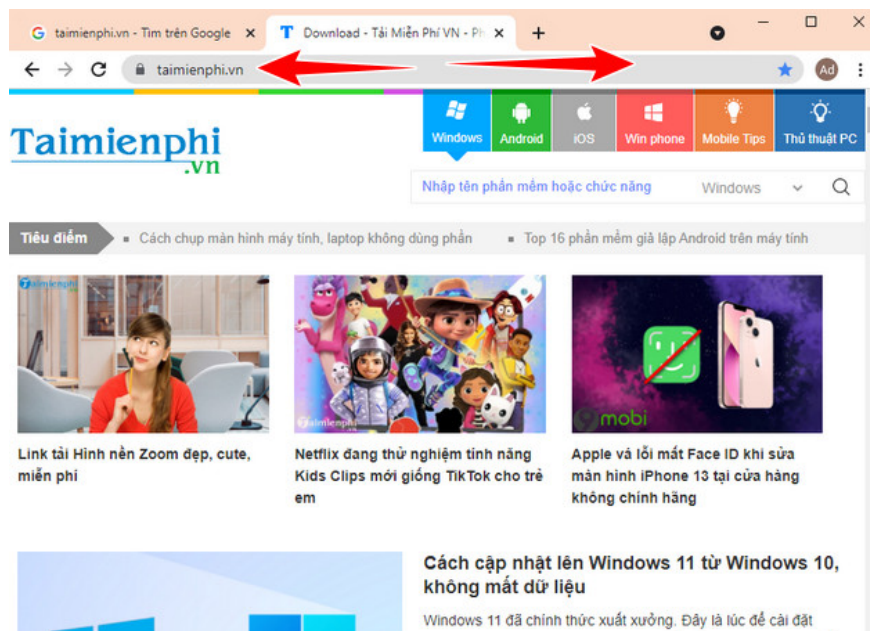 taimienphi.vn - Tìm trên Google
Download - Tải Miễn Phí VN - Ph
taimienphi.vn
Ad
Taimienphi
.vn
Windows Android iOS Win phone Mobile Tips Thủ thuật PC
Nhập tên phần mềm hoặc chức năng Windows
Tiêu điểm Cách chụp màn hình máy tính, laptop không dùng phần Top 16 phần mềm giả lập Android trên máy tính
Taimienphi
Link tải Hình nền Zoom đẹp, cute,
miễn phí
Taimienphi
Netflix đang thử nghiệm tính năng
Kids Clips mới giống TikTok cho trẻ
em
9mobi
Apple vá lỗi mất Face ID khi sửa
màn hình iPhone 13 tại cửa hàng
không chính hãng
Cách cập nhật lên Windows 11 từ Windows 10,
không mất dữ liệu
Windows 11 đã chính thức xuất xưởng. Đây là lúc để cài đặt